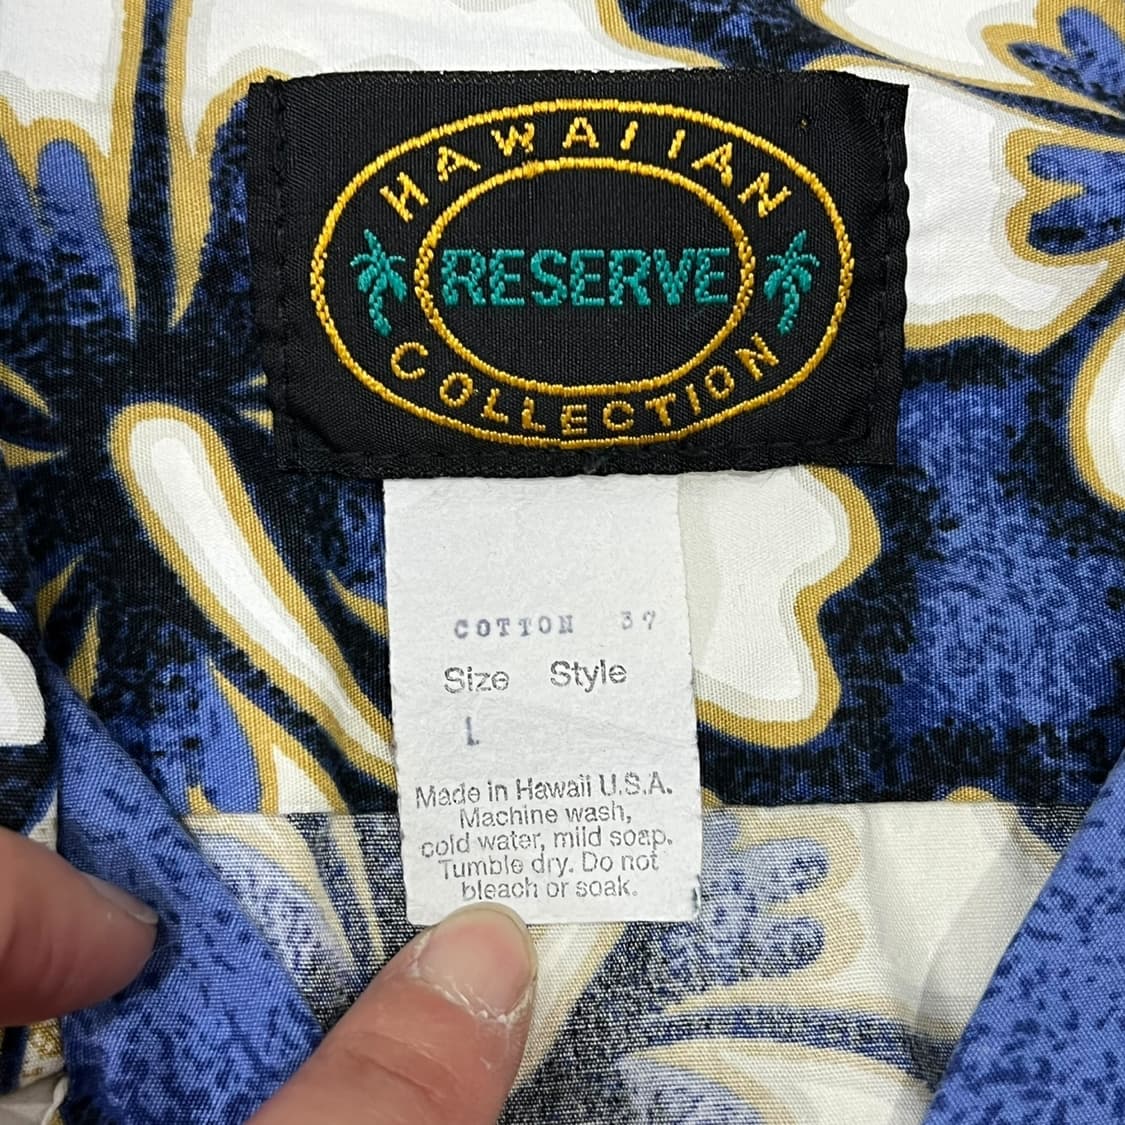 HAWAIIAN
RESERVE
COLLECTION
COTTON 37
Size Style
L
Made in Hawaii U.S.A.
Machine wash,
cold water, mild soap.
Tumble dry. Do not
bleach or soak.